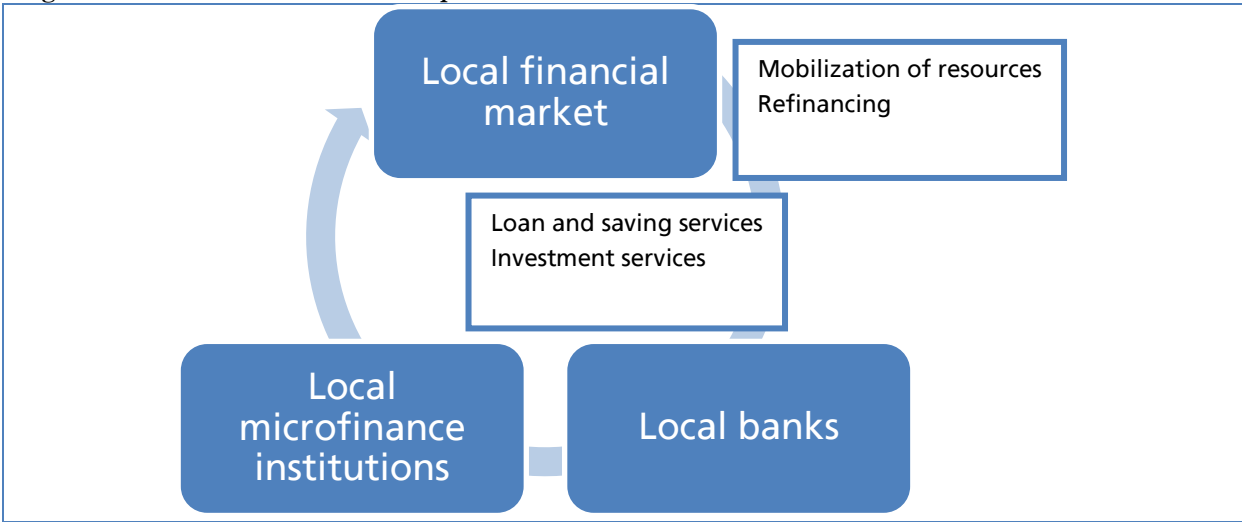 Local financial
market
Mobilization of resources
Refinancing
Loan and saving services
Investment services
Local
microfinance
institutions
Local banks